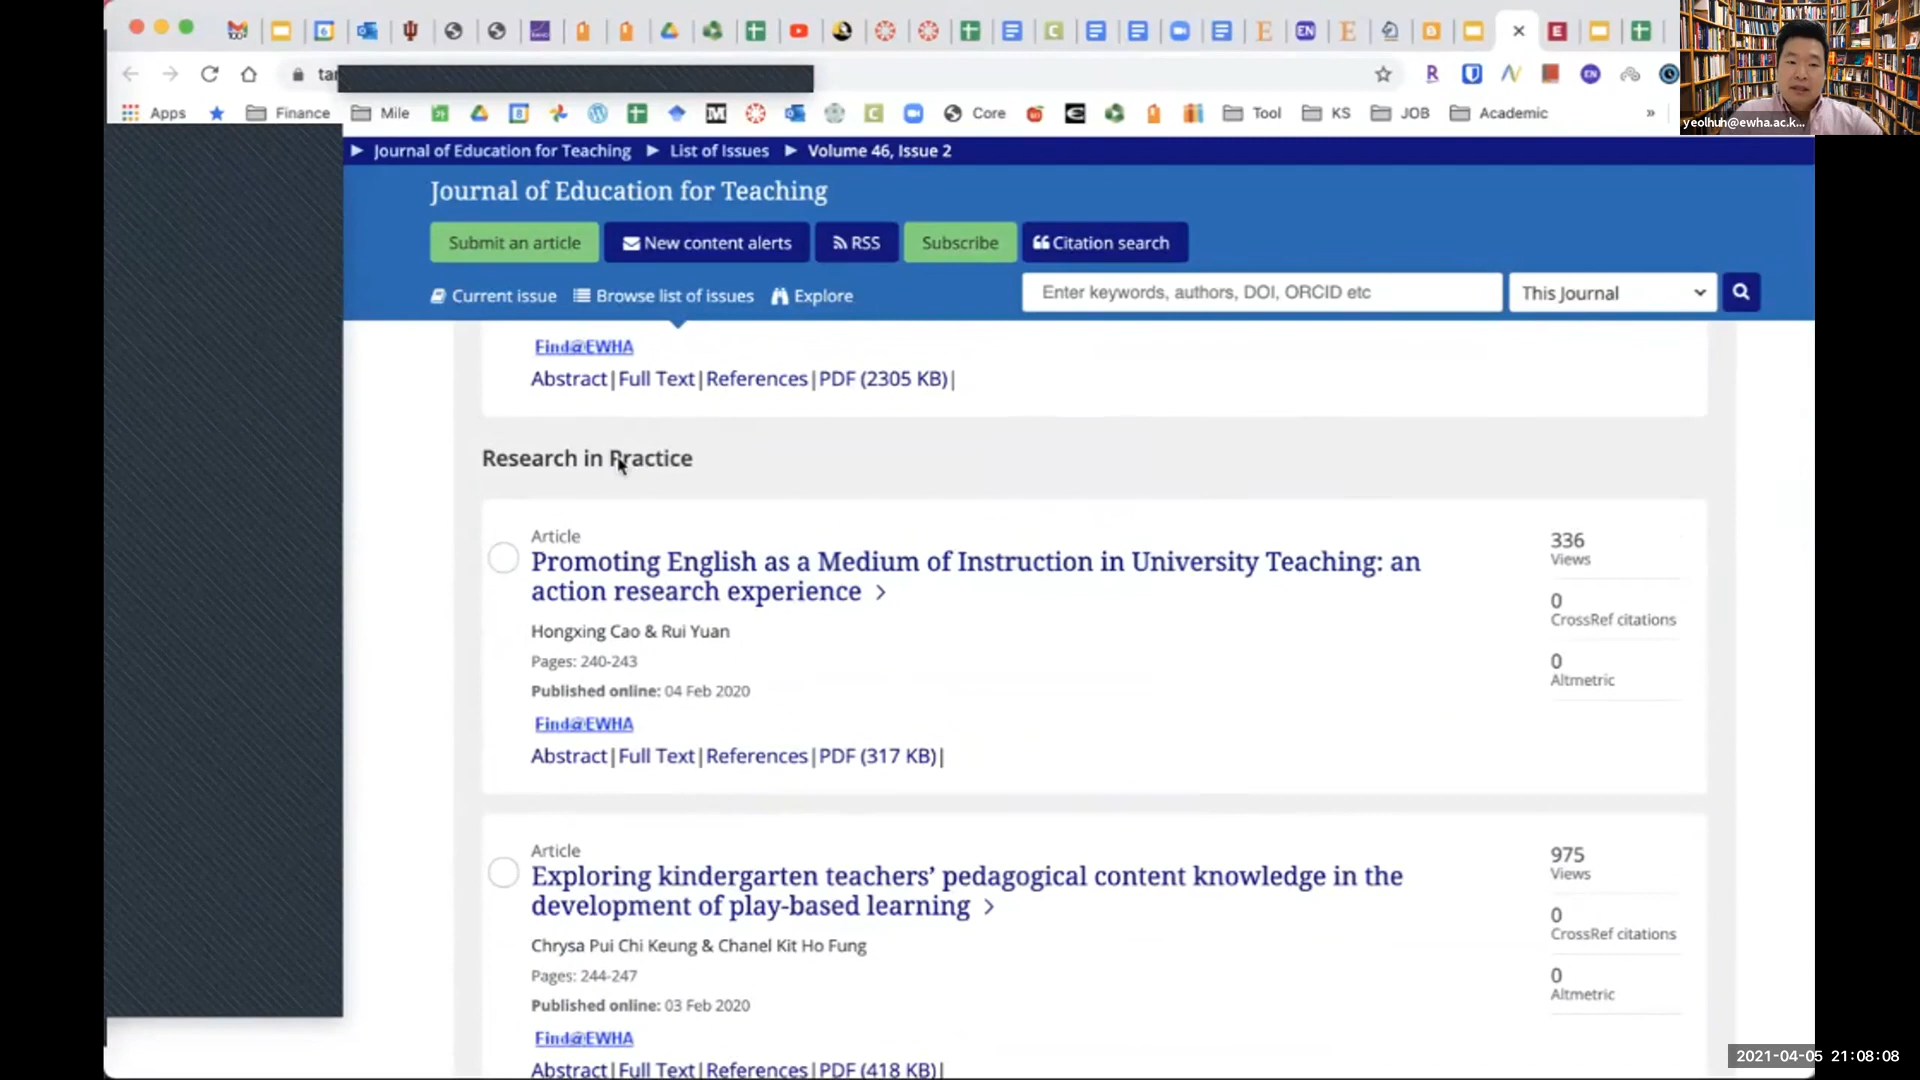 tan
Apps
Finance
Mile
Core
Tool
KS
JOB
Academic
»
yeolhuh@ewha.ac.k...
Journal of Education for Teaching
List of Issues
Volume 46, Issue 2
Journal of Education for Teaching
Submit an article
New content alerts
RSS
Subscribe
Citation search
Current issue
Browse list of issues
Explore
Enter keywords, authors, DOI, ORCID etc
This Journal
Find@EWHA
Abstract|Full Text|References|PDF (2305 KB)|
Research in Practice
Article
Promoting English as a Medium of Instruction in University Teaching: an
action research experience >
Hongxing Cao & Rui Yuan
Pages: 240-243
Published online: 04 Feb 2020
Find@EWHA
Abstract|Full Text|References|PDF (317 KB)|
336
Views
0
CrossRef citations
0
Altmetric
Article
Exploring kindergarten teachers’ pedagogical content knowledge in the
development of play-based learning >
Chrysa Pui Chi Keung & Chanel Kit Ho Fung
Pages: 244-247
Published online: 03 Feb 2020
Find@EWHA
Abstract|Full Text|References|PDF (418 KB)|
975
Views
0
CrossRef citations
0
Altmetric
2021-04-05 21:08:08